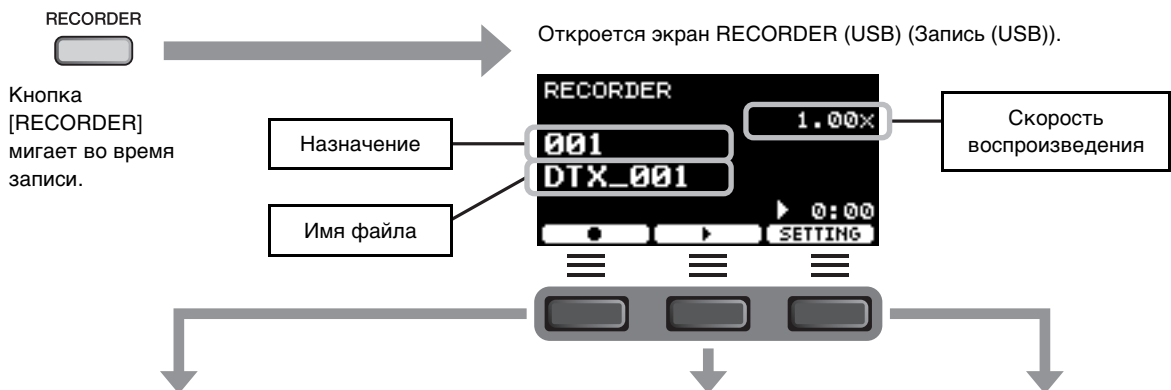 RECORDER
Откроется экран RECORDER (USB) (Запись (USB)).
Кнопка
[RECORDER]
мигает во время
записи.
Назначение
Имя файла
RECORDER
1.00×
001
DTX_001
0:00
SETTING
Скорость
воспроизведения